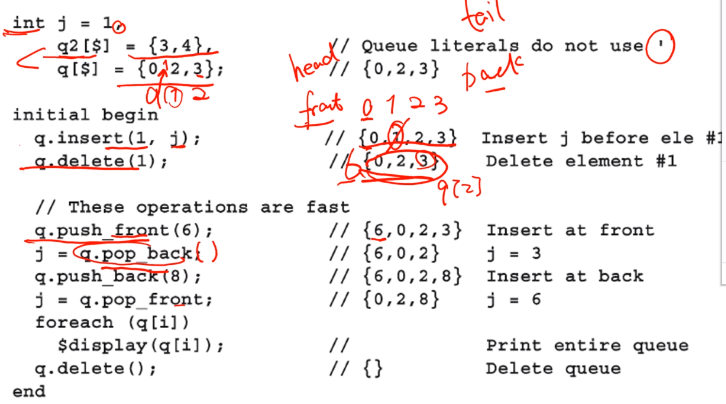 tail
int j = 1,
q2[$] = {3,4}, // Queue literals do not use '
head
q[$] = {0,2,3}; // {0,2,3}
back
q 1 2
front 0 1 2 3
initial begin
q.insert(1, j); // {0,1,2,3} Insert j before ele #1
q.delete(1); // {0,2,3} Delete element #1
6
q[2]
// These operations are fast
q.push_front(6); // {6,0,2,3} Insert at front
j = q.pop_back; () // {6,0,2} j = 3
q.push_back(8); // {6,0,2,8} Insert at back
j = q.pop_front; // {0,2,8} j = 6
foreach (q[i])
$display(q[i]); // Print entire queue
q.delete(); // {} Delete queue
end